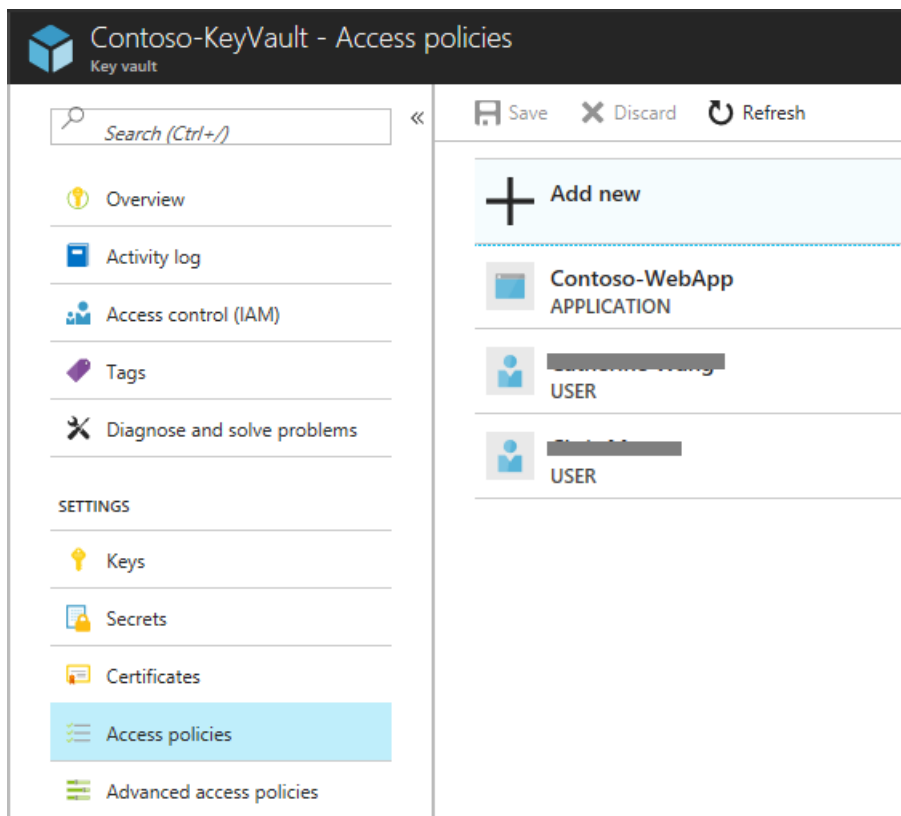 Contoso-KeyVault - Access policies
Key vault
Search (Ctrl+/)
Save Discard Refresh
Overview
Activity log
Access control (IAM)
Tags
Diagnose and solve problems
SETTINGS
Keys
Secrets
Certificates
Access policies
Advanced access policies
Add new
Contoso-WebApp
APPLICATION
USER
USER